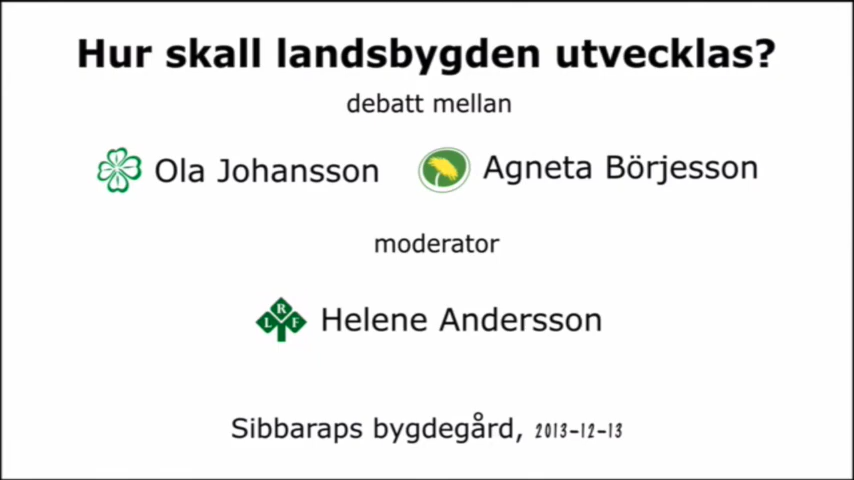 Hur skall landsbygden utvecklas?
debatt mellan
Ola Johansson Agneta Börjesson
moderator
L R F Helene Andersson
Sibbaraps bygdegård, 2013-12-13